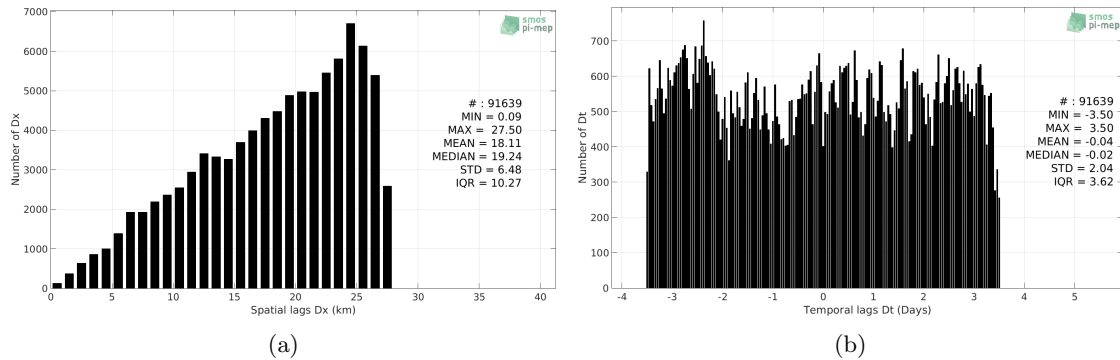 smos
pi-mep
7000
6000
5000
4000
3000
2000
1000
0
Number of Dx
# : 91639
MIN = 0.09
MAX = 27.50
MEAN = 18.11
MEDIAN = 19.24
STD = 6.48
IQR = 10.27
0 5 10 15 20 25 30 35 40
Spatial lags Dx (km)
(a)
smos
pi-mep
700
600
500
400
300
200
100
0
Number of Dt
# : 91639
MIN = -3.50
MAX = 3.50
MEAN = -0.04
MEDIAN = -0.02
STD = 2.04
IQR = 3.62
-4 -3 -2 -1 0 1 2 3 4 5
Temporal lags Dt (Days)
(b)